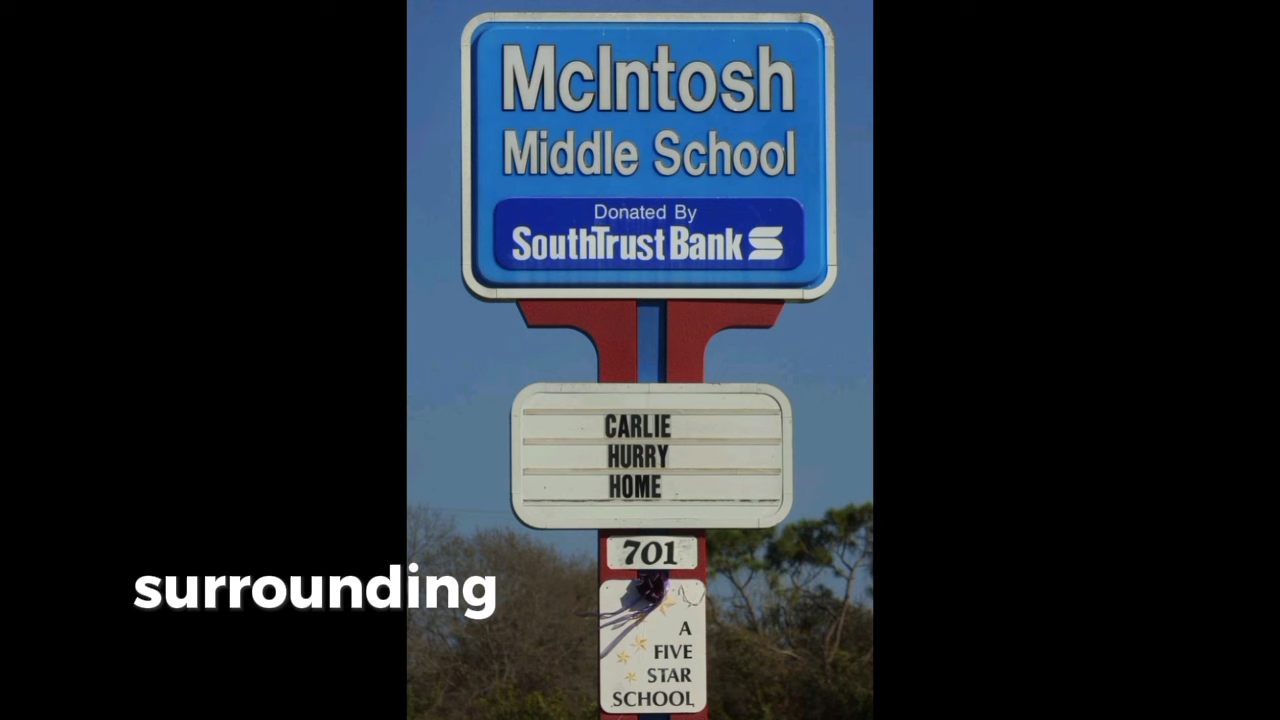 McIntosh
Middle School
Donated By
SouthTrust Bank
CARLIE
HURRY
HOME
701
surrounding
A
FIVE
STAR
SCHOOL